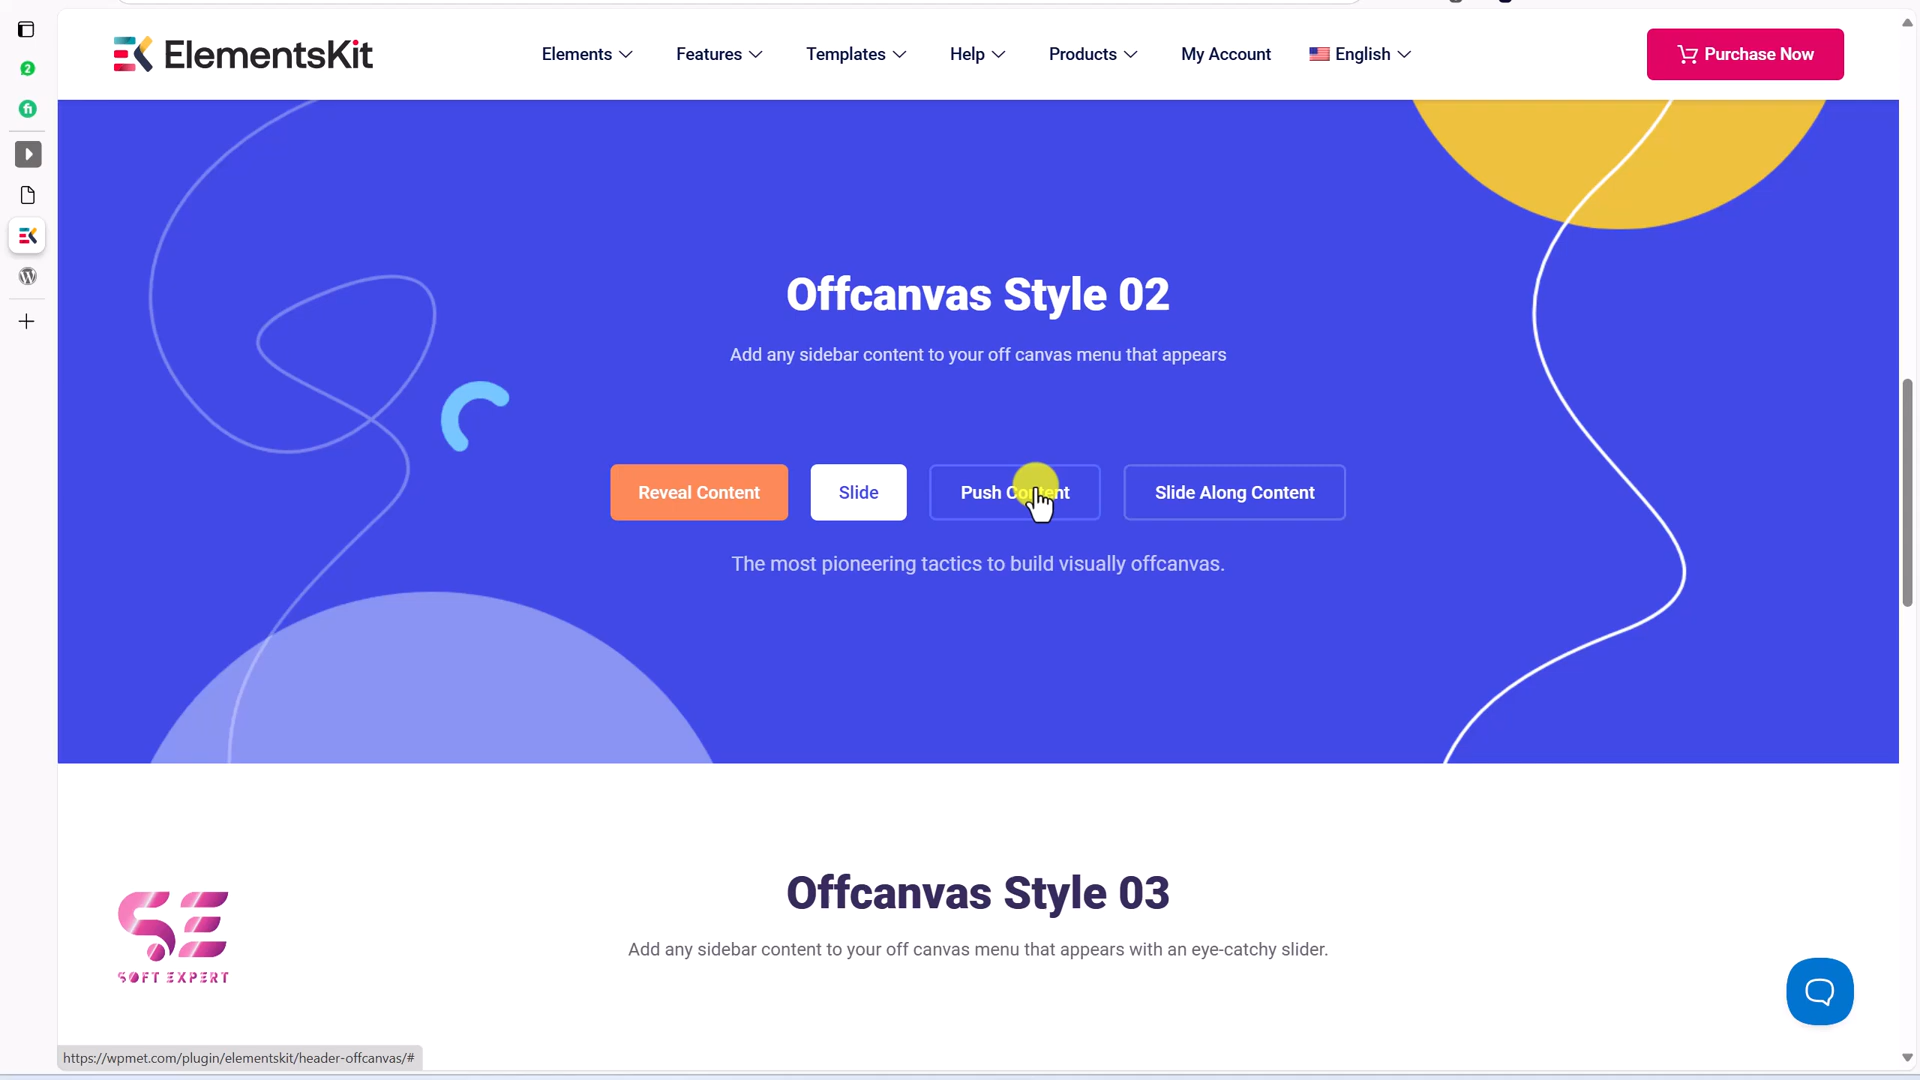 ElementsKit
Elements
Features
Templates
Help
Products
My Account
English
Purchase Now
Offcanvas Style 02
Add any sidebar content to your off canvas menu that appears
Reveal Content
Slide
Push Content
Slide Along Content
The most pioneering tactics to build visually offcanvas.
Offcanvas Style 03
Add any sidebar content to your off canvas menu that appears with an eye-catchy slider.
SE
SOFT EXPERT
https://wpmet.com/plugin/elementskit/header-offcanvas/#